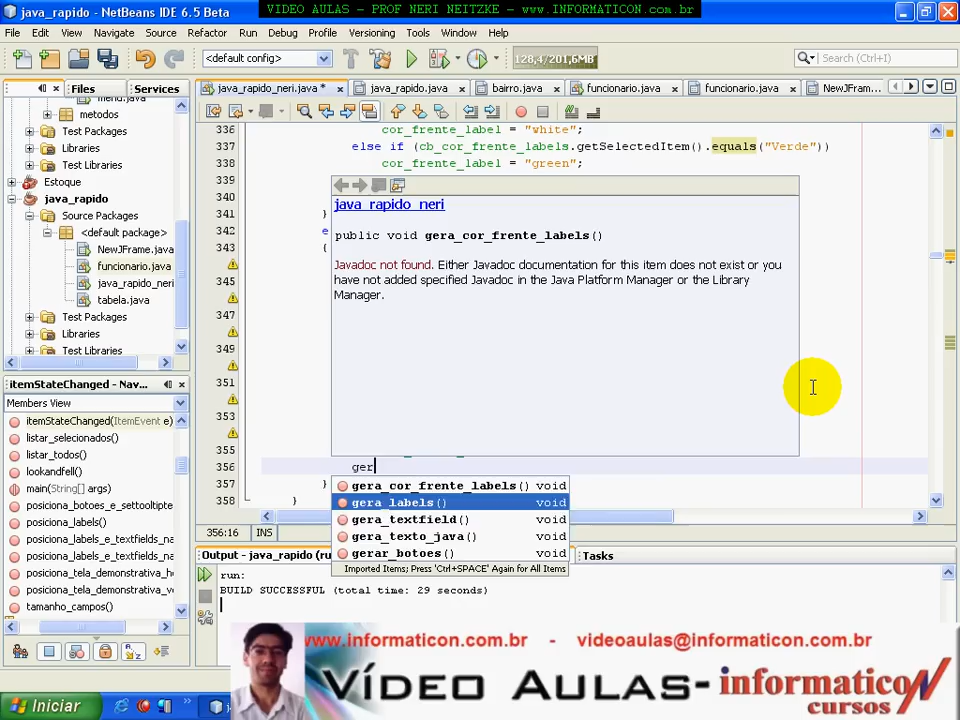 VIDEO AULAS - PROF NERI NEITZKE - www.INFORMATICON.com.br
java_rapido - NetBeans IDE 6.5 Beta
File Edit View Navigate Source Refactor Run Debug Profile Versioning Tools Window Help
<default config> 128,4/201,6MB Search (Ctrl+I)
Files Services java_rapido_neri.java * java_rapido.java bairro.java funcionario.java funcionario.java NewJFram...
menu.java
metodos
Test Packages
Libraries
Test Libraries
Estoque
java_rapido
Source Packages
<default package>
NewJFrame.java
funcionario.java
java_rapido_neri
tabela.java
Test Packages
Libraries
Test Libraries
336 cor_frente_label = "white";
337 else if (cb_cor_frente_labels.getSelectedItem().equals("Verde"))
338 cor_frente_label = "green";
339
340
341 }
342 e
343 {
345
347
349
351
353
355
356 ger
357 }
358 }
java_rapido_neri
public void gera_cor_frente_labels()
Javadoc not found. Either Javadoc documentation for this item does not exist or you
have not added specified Javadoc in the Java Platform Manager or the Library
Manager.
gera_cor_frente_labels() void
gera_labels() void
gera_textfield() void
gera_texto_java() void
gerar_botoes() void
Imported Items; Press 'Ctrl+SPACE' Again for All Items
356:16 INS
itemStateChanged - Nav...
Members View
itemStateChanged(ItemEvent e)
listar_selecionados()
listar_todos()
lookandfell()
main(String[] args)
posiciona_botoes_e_settooltipte
posiciona_labels()
posiciona_labels_e_textfields_na
posiciona_labels_e_textfields_na
posiciona_tela_demonstrativa_h
posiciona_tela_demonstrativa_ve
tamanho_campos()
Output - java_rapido (ru Tasks
run:
BUILD SUCCESSFUL (total time: 29 seconds)
www.informaticon.com.br - videoaulas@informaticon.com.br
VÍDEO AULAS - informaticoN
cursos
Iniciar